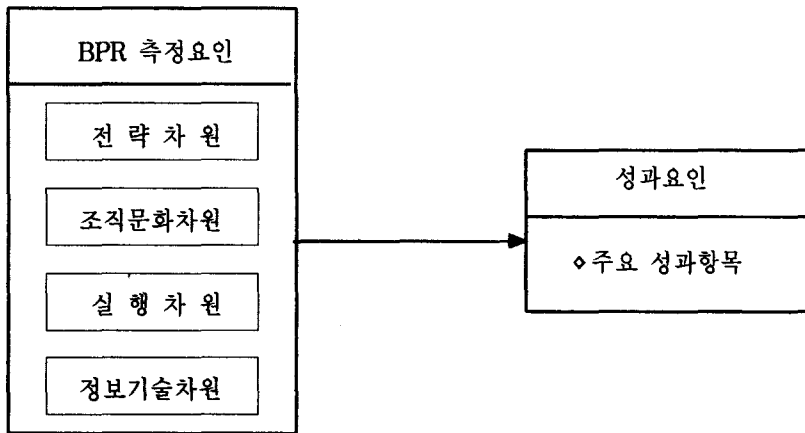 BPR 측정요인
전 략 차 원
조직문화차원
실 행 차 원
정보기술차원
성과요인
◇주요 성과항목